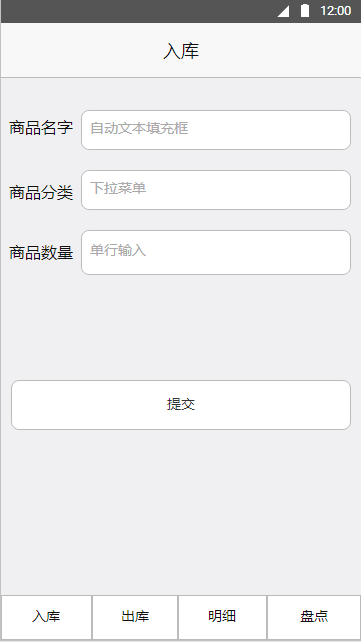 12:00
入库
商品名字 自动文本填充框
商品分类 下拉菜单
商品数量 单行输入
提交
入库 出库 明细 盘点